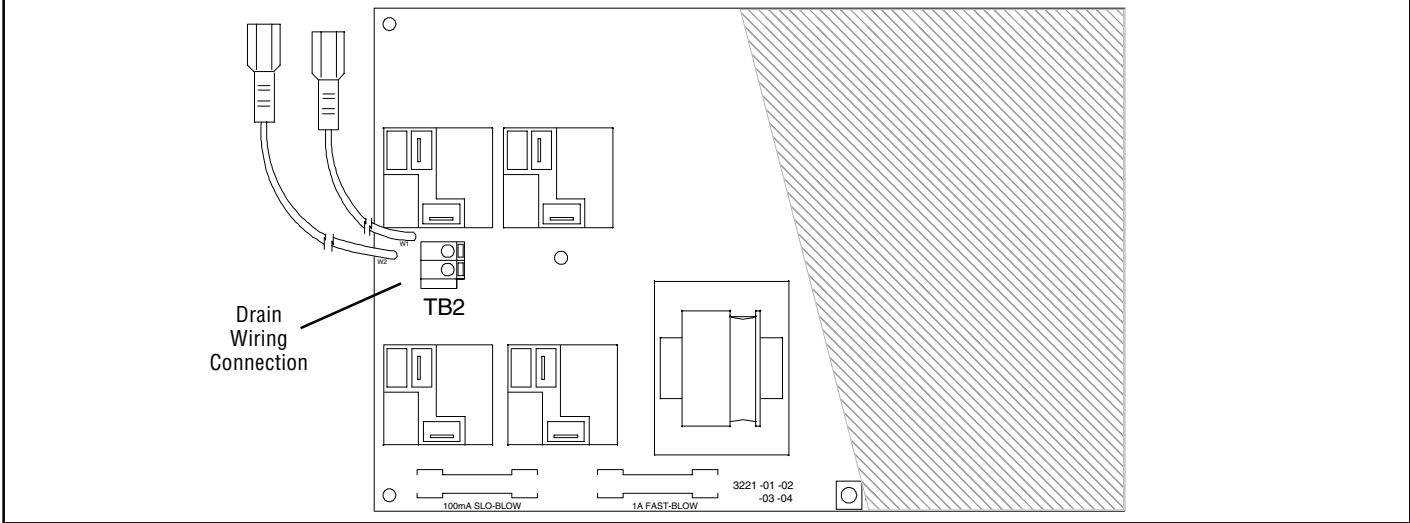 W1
W2
TB2
Drain
Wiring
Connection
3221 -01 -02
-03 -04
100mA SLO-BLOW
1A FAST-BLOW